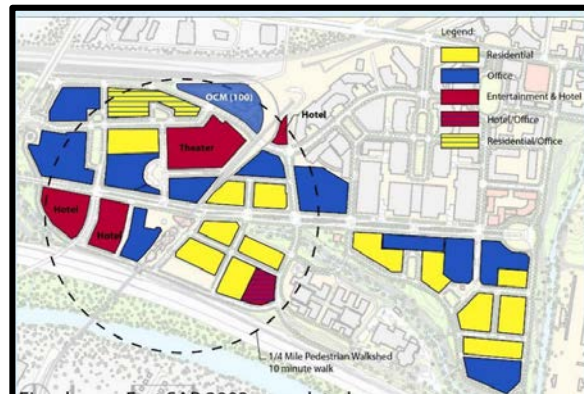 Legend:
Residential
Office
Entertainment & Hotel
Hotel/Office
Residential/Office
OCM (100)
Hotel
Theater
Hotel
Hotel
1/4 Mile Pedestrian Walkshed
10 minute walk